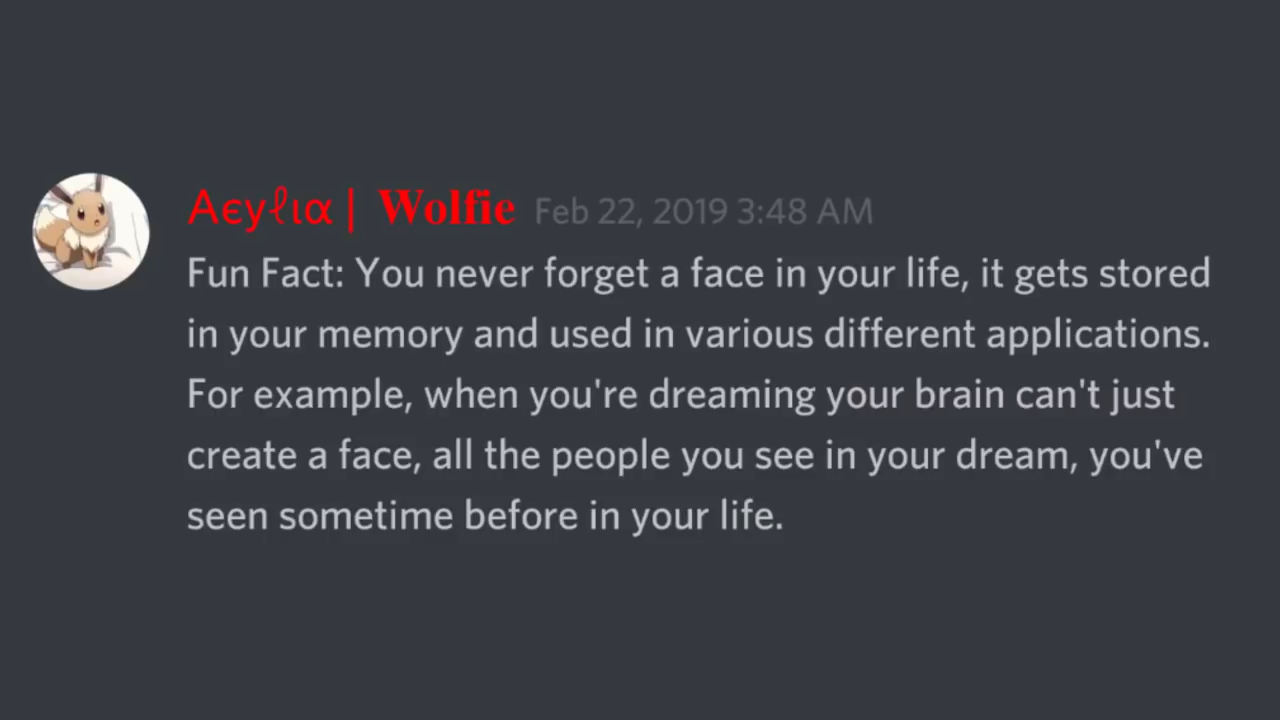 Aєyℓια | Wolfie Feb 22, 2019 3:48 AM
Fun Fact: You never forget a face in your life, it gets stored
in your memory and used in various different applications.
For example, when you're dreaming your brain can't just
create a face, all the people you see in your dream, you've
seen sometime before in your life.